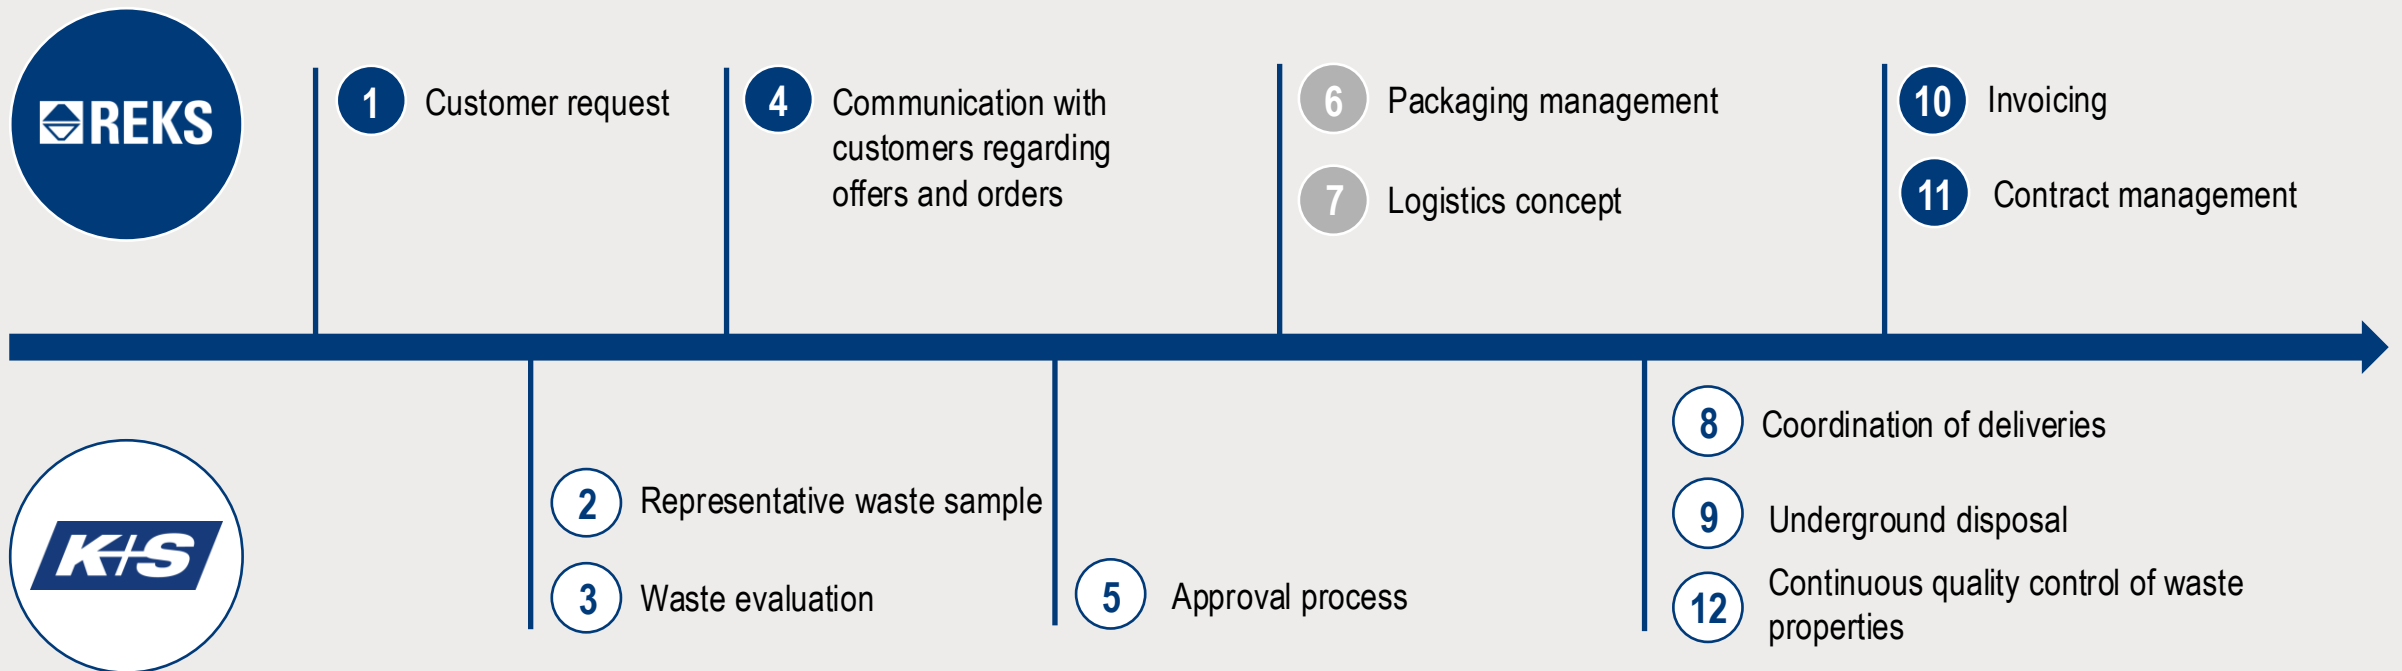 REKS
1 Customer request
4 Communication with
customers regarding
offers and orders
6 Packaging management
7 Logistics concept
10 Invoicing
11 Contract management
K+S
2 Representative waste sample
3 Waste evaluation
5 Approval process
8 Coordination of deliveries
9 Underground disposal
12 Continuous quality control of waste
properties